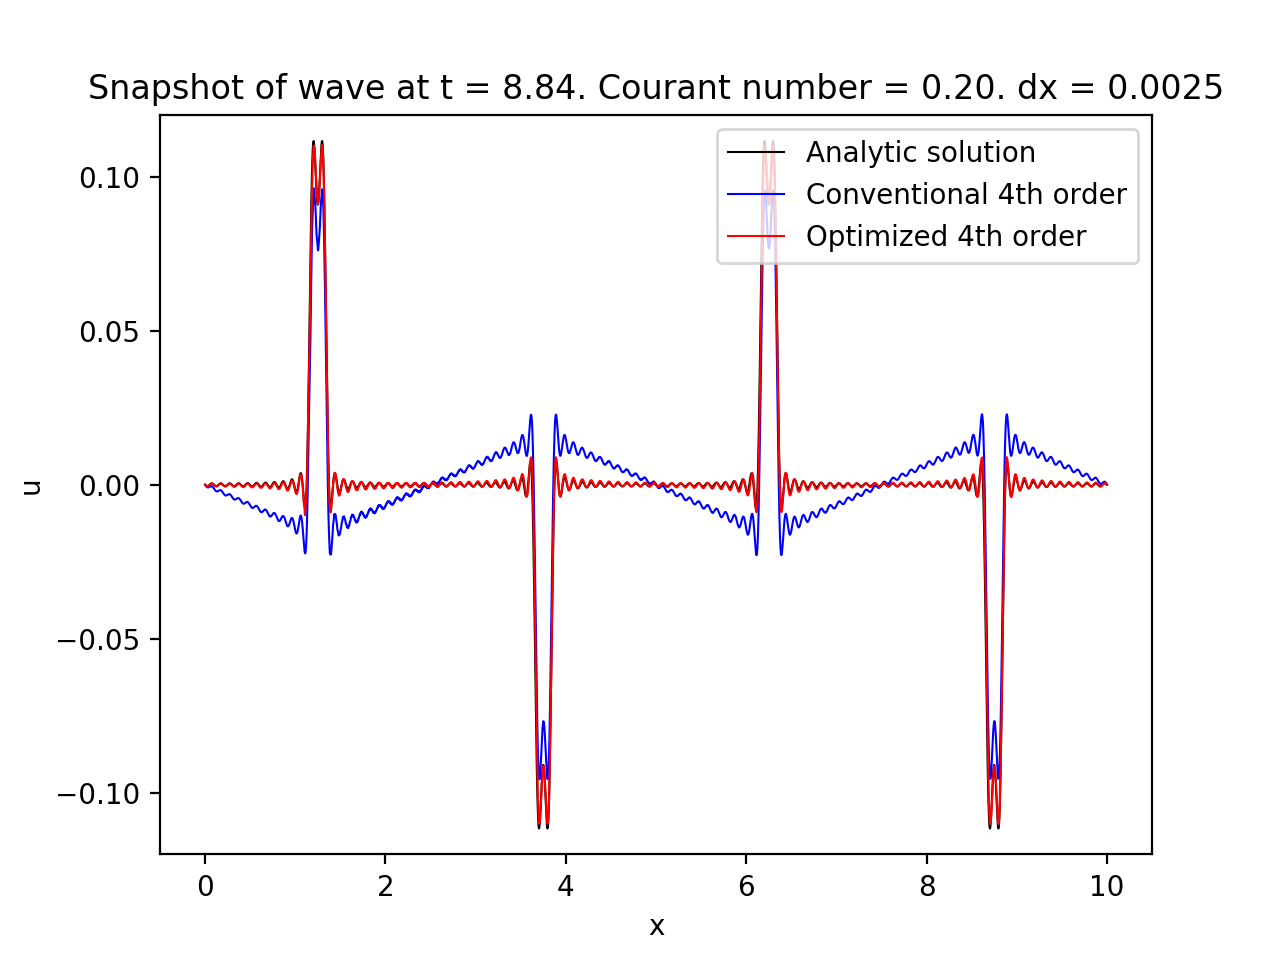 Snapshot of wave at t = 8.84. Courant number = 0.20. dx = 0.0025
Analytic solution
Conventional 4th order
Optimized 4th order
0.10
0.05
0.00
−0.05
−0.10
u
0 2 4 6 8 10
x